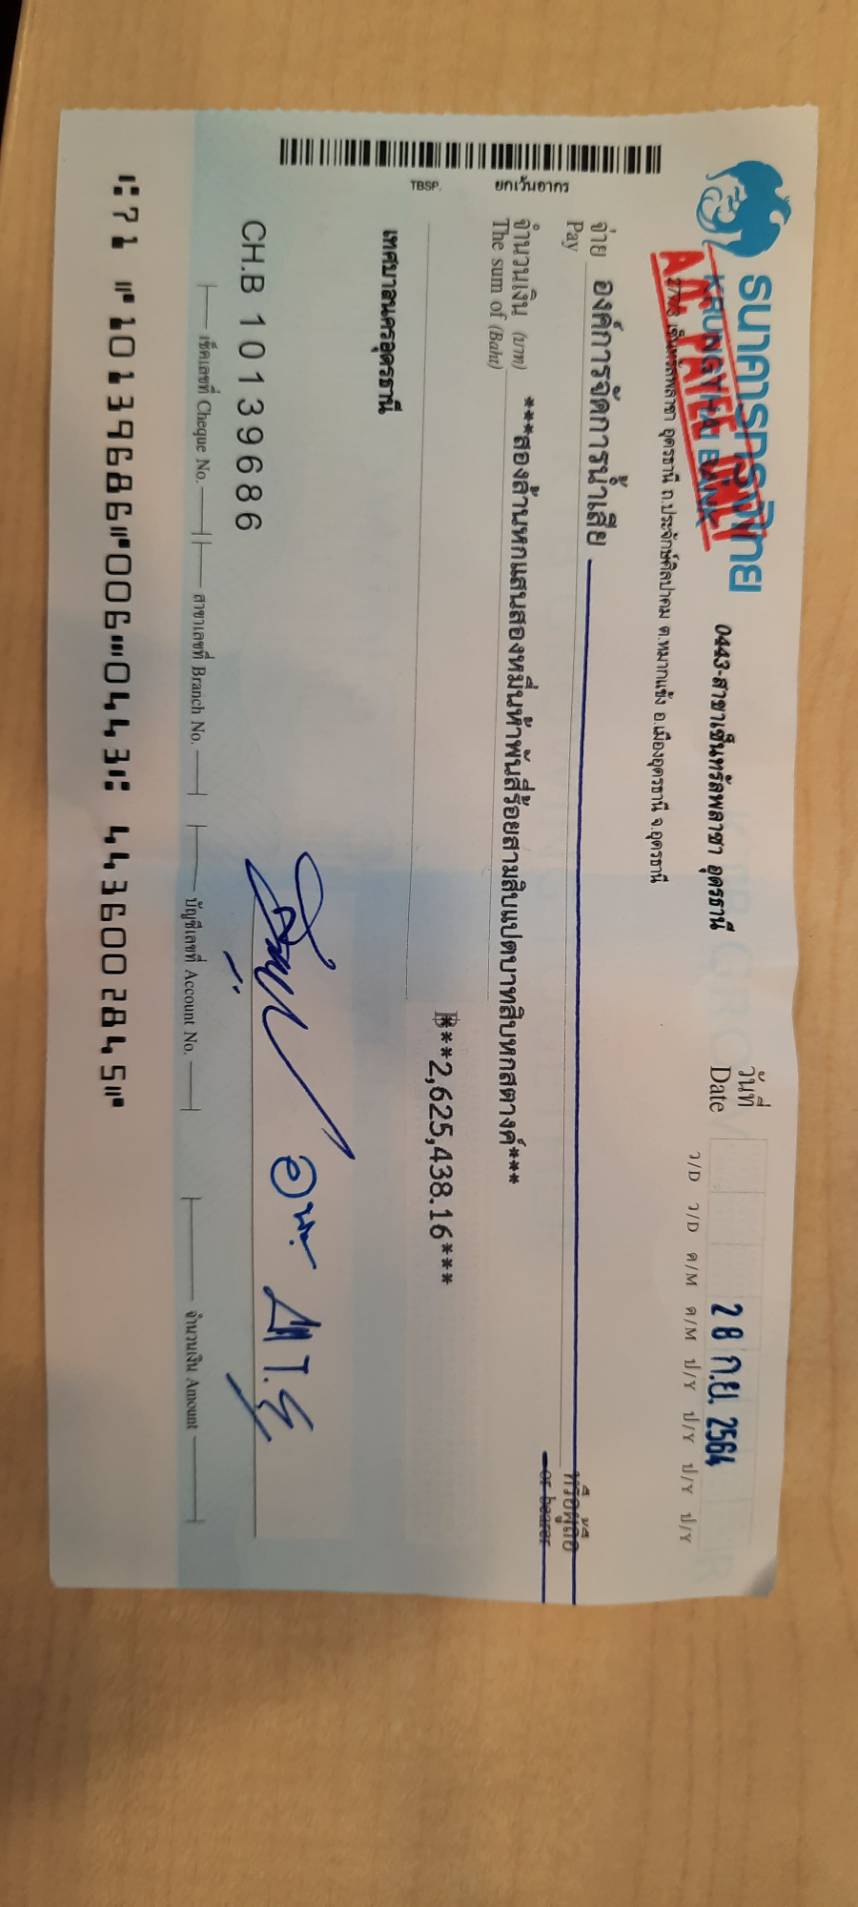 ธนาคารกรุงไทย
KRUNGTHAI BANK
A/C PAYEE ONLY
0443-สาขาเซ็นทรัลพลาซา อุดรธานี
277/3 เซ็นทรัลพลาซา อุดรธานี ถ.ประจักษ์ศิลปาคม ต.หมากแข้ง อ.เมืองอุดรธานี จ.อุดรธานี
วันที่ 28 ก.ย. 2564
Date
ว/D ว/D ด/M ด/M ป/Y ป/Y ป/Y ป/Y
จ่าย องค์การจัดการน้ำเสีย หรือผู้ถือ
Pay or bearer
จำนวนเงิน (บาท) ***สองล้านหกแสนสองหมื่นห้าพันสี่ร้อยสามสิบแปดบาทสิบหกสตางค์***
The sum of (Baht)
฿***2,625,438.16***
เทศบาลนครอุดรธานี
ยกเว้นอากร
TBSP.
CH.B 10139686
เช็คเลขที่ Cheque No. สาขาเลขที่ Branch No. บัญชีเลขที่ Account No. จำนวนเงิน Amount
⑆71 ⑈10139686⑈006⑉0443⑆ 4436002845⑈